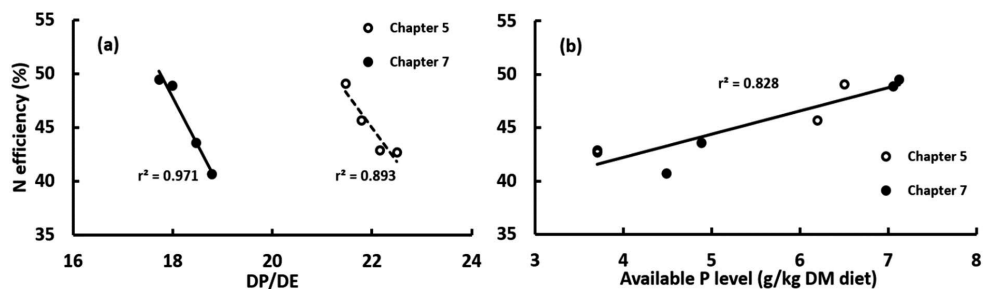 (a)
Chapter 5
Chapter 7
N efficiency (%)
55
50
45
40
35
r² = 0.971
r² = 0.893
16
18
20
22
24
DP/DE
(b)
r² = 0.828
Chapter 5
Chapter 7
55
50
45
40
35
3
4
5
6
7
8
Available P level (g/kg DM diet)